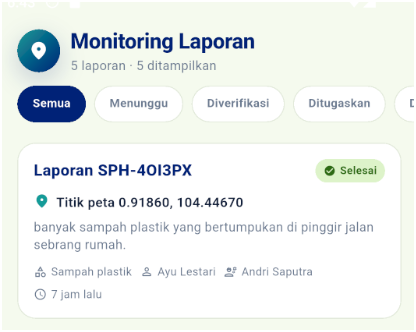 Monitoring Laporan
5 laporan · 5 ditampilkan
Semua
Menunggu
Diverifikasi
Ditugaskan
Laporan SPH-4OI3PX
Selesai
Titik peta 0.91860, 104.44670
banyak sampah plastik yang bertumpukan di pinggir jalan
sebrang rumah.
Sampah plastik
Ayu Lestari
Andri Saputra
7 jam lalu